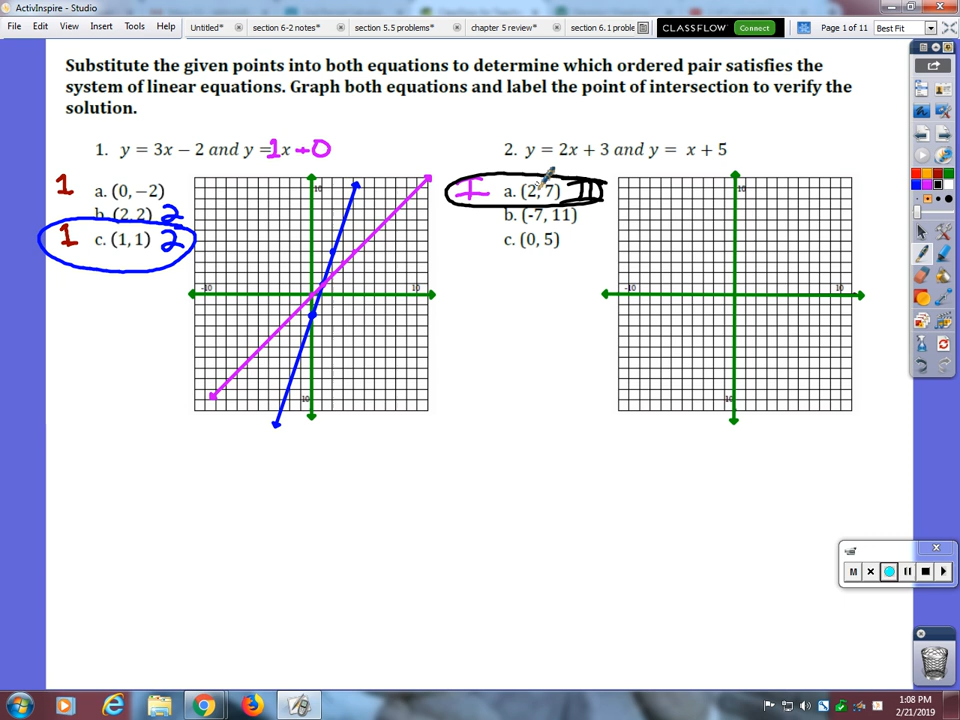 ActivInspire - Studio
File Edit View Insert Tools Help Untitled* section 6-2 notes* section 5.5 problems* chapter 5 review* section 6.1 proble CLASSFLOW Connect Page 1 of 11 Best Fit
Substitute the given points into both equations to determine which ordered pair satisfies the
system of linear equations. Graph both equations and label the point of intersection to verify the
solution.
1. y = 3x − 2 and y = 1x + 0
1 a. (0, −2)
b. (2, 2) 2
1 c. (1, 1) 2
10
-10 10
10
2. y = 2x + 3 and y = x + 5
I a. (2, 7) II
b. (-7, 11)
c. (0, 5)
10
-10 10
10
M
1:08 PM
2/21/2019